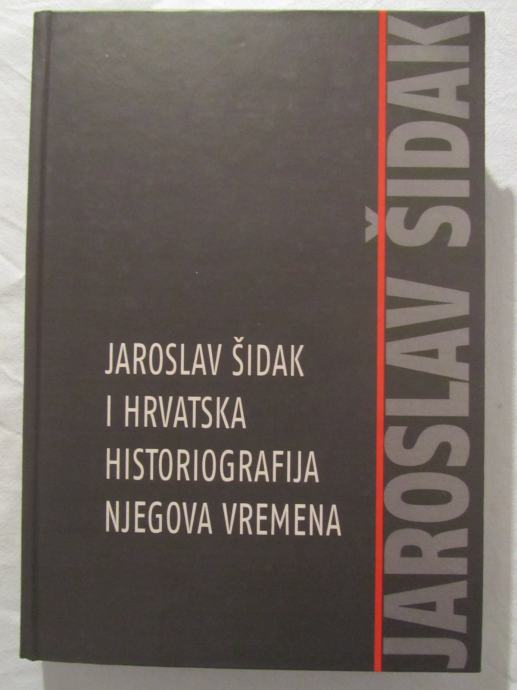 JAROSLAV ŠIDAK
I HRVATSKA
HISTORIOGRAFIJA
NJEGOVA VREMENA
JAROSLAV ŠIDAK